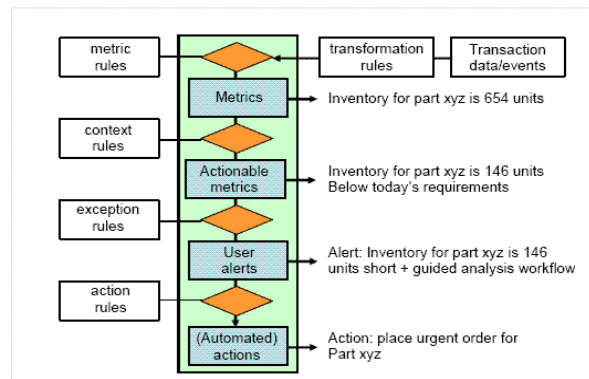 metric
rules
transformation
rules
Transaction
data/events
Metrics
Inventory for part xyz is 654 units
context
rules
Actionable
metrics
Inventory for part xyz is 146 units
Below today's requirements
exception
rules
User
alerts
Alert: Inventory for part xyz is 146
units short + guided analysis workflow
action
rules
(Automated)
actions
Action: place urgent order for
Part xyz